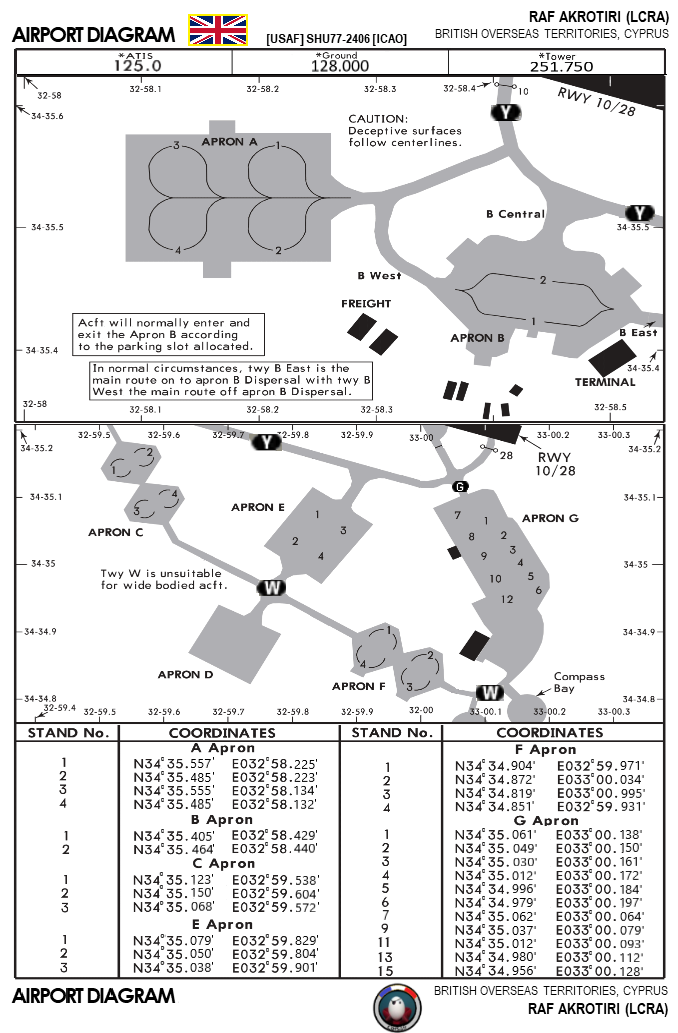 AIRPORT DIAGRAM
[USAF] SHU77-2406 [ICAO]
RAF AKROTIRI (LCRA)
BRITISH OVERSEAS TERRITORIES, CYPRUS
*ATIS
125.0
*Ground
128.000
*Tower
251.750
32-58
32-58.1
32-58.2
32-58.3
32-58.4
10
RWY 10/28
34-35.6
Y
CAUTION:
Deceptive surfaces
follow centerlines.
APRON A
3
1
4
2
Y
B Central
34-35.5
34-35.5
B West
2
1
FREIGHT
Acft will normally enter and
exit the Apron B according
to the parking slot allocated.
APRON B
B East
34-35.4
34-35.4
In normal circumstances, twy B East is the
main route on to apron B Dispersal with twy B
West the main route off apron B Dispersal.
TERMINAL
32-58
32-58.1
32-58.2
32-58.3
32-58.5
32-59.5
32-59.6
32-59.7
32-59.8
32-59.9
33-00
33-00.2
33-00.3
34-35.2
34-35.2
Y
28
RWY
10/28
2
1
G
34-35.1
34-35.1
4
3
APRON C
APRON E
1
2
3
4
APRON G
7
1
8
2
9
3
4
10
5
6
12
34-35
34-35
Twy W is unsuitable
for wide bodied acft.
W
34-34.9
34-34.9
1
4
2
3
APRON D
APRON F
W
Compass
Bay
34-34.8
34-34.8
32-59.4
32-59.5
32-59.6
32-59.7
32-59.8
32-59.9
32-00
33-00.1
33-00.2
33-00.3
STAND No.
COORDINATES
A Apron
1 N34°35.557' E032°58.225'
2 N34°35.485' E032°58.223'
3 N34°35.555' E032°58.134'
4 N34°35.485' E032°58.132'
B Apron
1 N34°35.405' E032°58.429'
2 N34°35.464' E032°58.440'
C Apron
1 N34°35.123' E032°59.538'
2 N34°35.150' E032°59.604'
3 N34°35.068' E032°59.572'
E Apron
1 N34°35.079' E032°59.829'
2 N34°35.050' E032°59.804'
3 N34°35.038' E032°59.901'
STAND No.
COORDINATES
F Apron
1 N34°34.904' E032°59.971'
2 N34°34.872' E033°00.034'
3 N34°34.819' E033°00.995'
4 N34°34.851' E032°59.931'
G Apron
1 N34°35.061' E033°00.138'
2 N34°35.049' E033°00.150'
3 N34°35.030' E033°00.161'
4 N34°35.012' E033°00.172'
5 N34°34.996' E033°00.184'
6 N34°34.979' E033°00.197'
7 N34°35.062' E033°00.064'
9 N34°35.037' E033°00.079'
11 N34°35.012' E033°00.093'
13 N34°34.980' E033°00.112'
15 N34°34.956' E033°00.128'
AIRPORT DIAGRAM
BRITISH OVERSEAS TERRITORIES, CYPRUS
RAF AKROTIRI (LCRA)